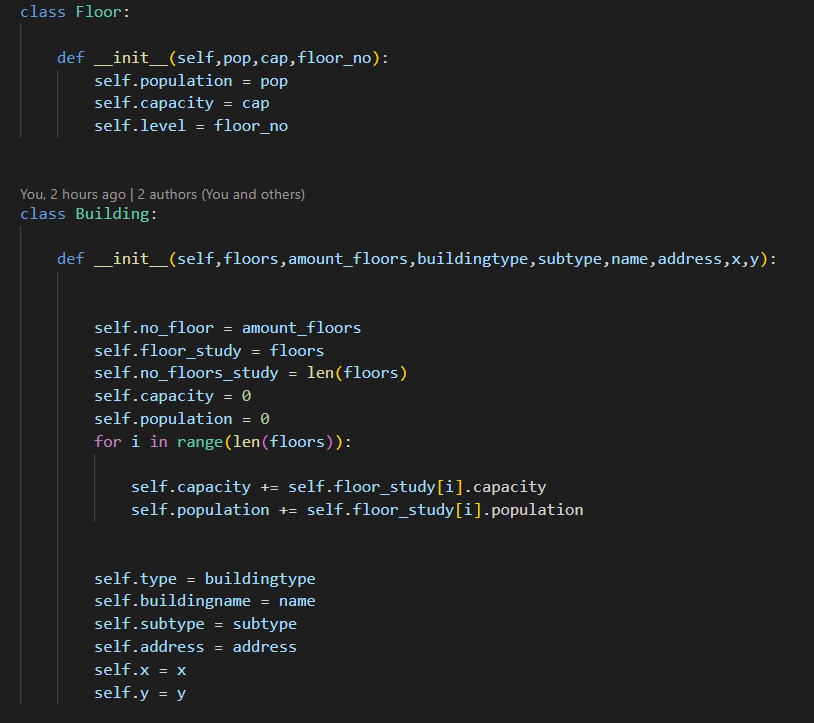 class Floor:
    def __init__(self,pop,cap,floor_no):
        self.population = pop
        self.capacity = cap
        self.level = floor_no
You, 2 hours ago | 2 authors (You and others)
class Building:
    def __init__(self,floors,amount_floors,buildingtype,subtype,name,address,x,y):
        self.no_floor = amount_floors
        self.floor_study = floors
        self.no_floors_study = len(floors)
        self.capacity = 0
        self.population = 0
        for i in range(len(floors)):
            self.capacity += self.floor_study[i].capacity
            self.population += self.floor_study[i].population
        self.type = buildingtype
        self.buildingname = name
        self.subtype = subtype
        self.address = address
        self.x = x
        self.y = y